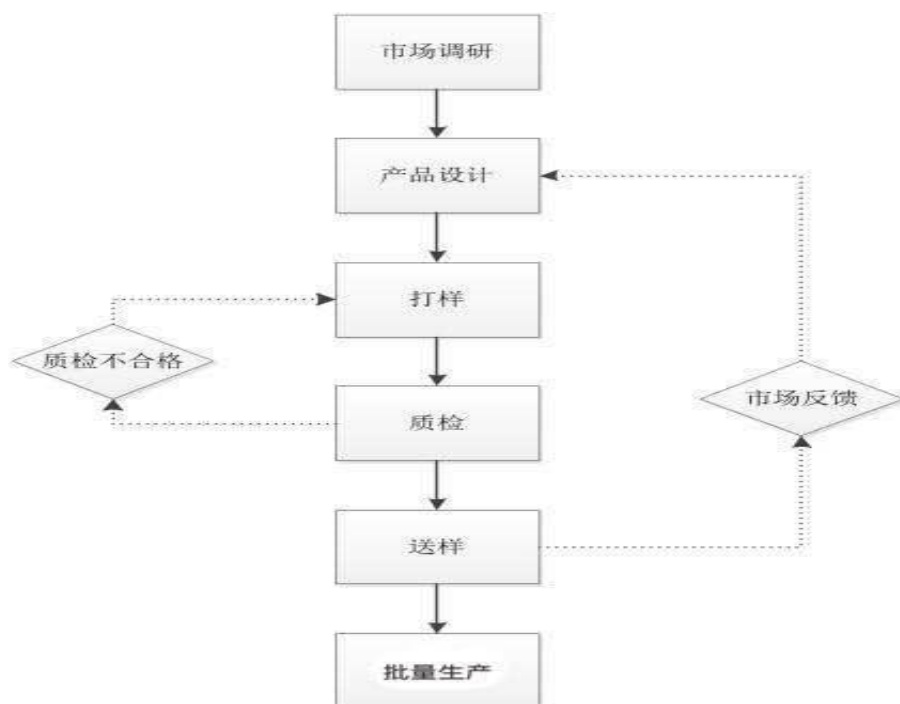 市场调研
产品设计
打样
质检不合格
质检
市场反馈
送样
批量生产